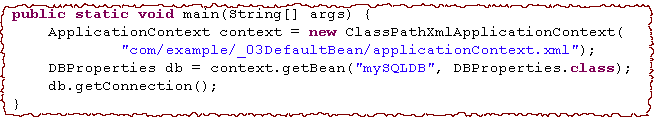 public static void main(String[] args) {
    ApplicationContext context = new ClassPathXmlApplicationContext(
            "com/example/_03DefaultBean/applicationContext.xml");
    DBProperties db = context.getBean("mySQLDB", DBProperties.class);
    db.getConnection();
}